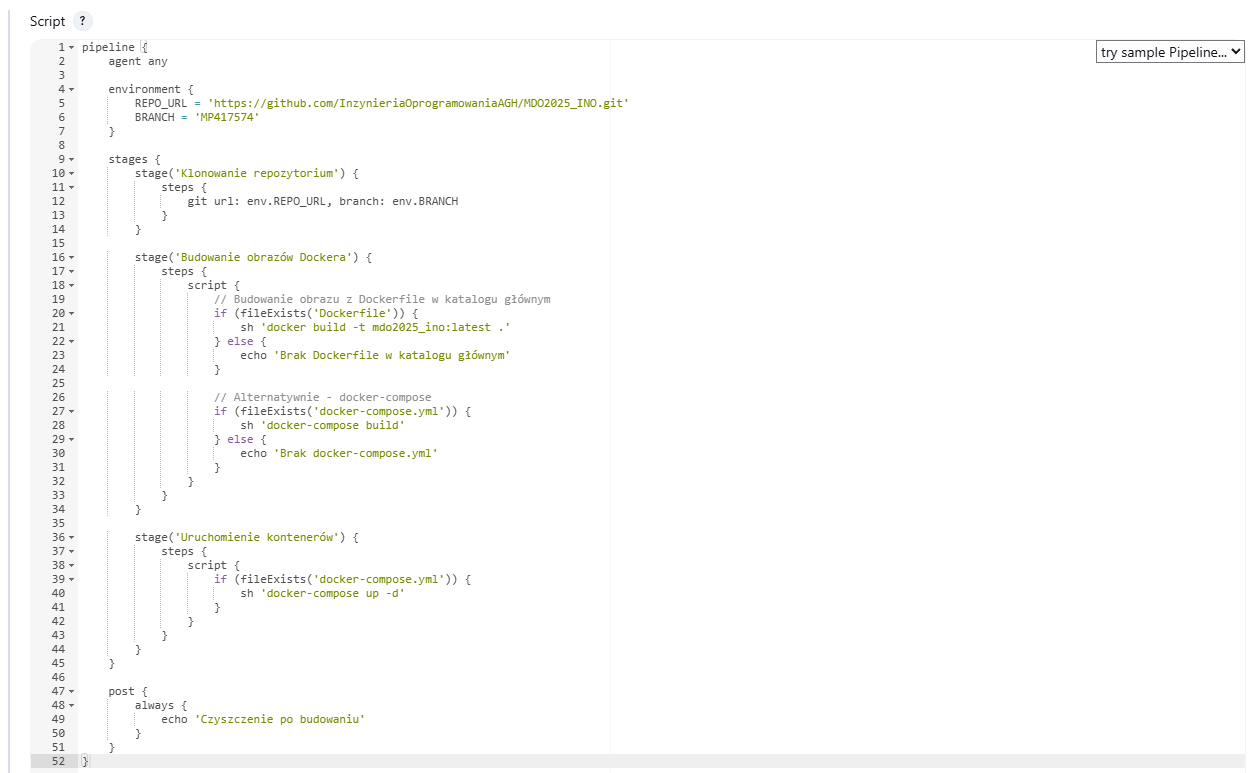 Script ?
try sample Pipeline...
1 pipeline {
2     agent any
3
4     environment {
5         REPO_URL = 'https://github.com/InzynieriaOprogramowaniaAGH/MDO2025_INO.git'
6         BRANCH = 'MP417574'
7     }
8
9     stages {
10         stage('Klonowanie repozytorium') {
11             steps {
12                 git url: env.REPO_URL, branch: env.BRANCH
13             }
14         }
15
16         stage('Budowanie obrazów Dockera') {
17             steps {
18                 script {
19                     // Budowanie obrazu z Dockerfile w katalogu głównym
20                     if (fileExists('Dockerfile')) {
21                         sh 'docker build -t mdo2025_ino:latest .'
22                     } else {
23                         echo 'Brak Dockerfile w katalogu głównym'
24                     }
25
26                     // Alternatywnie - docker-compose
27                     if (fileExists('docker-compose.yml')) {
28                         sh 'docker-compose build'
29                     } else {
30                         echo 'Brak docker-compose.yml'
31                     }
32                 }
33             }
34         }
35
36         stage('Uruchomienie kontenerów') {
37             steps {
38                 script {
39                     if (fileExists('docker-compose.yml')) {
40                         sh 'docker-compose up -d'
41                     }
42                 }
43             }
44         }
45     }
46
47     post {
48         always {
49             echo 'Czyszczenie po budowaniu'
50         }
51     }
52 }